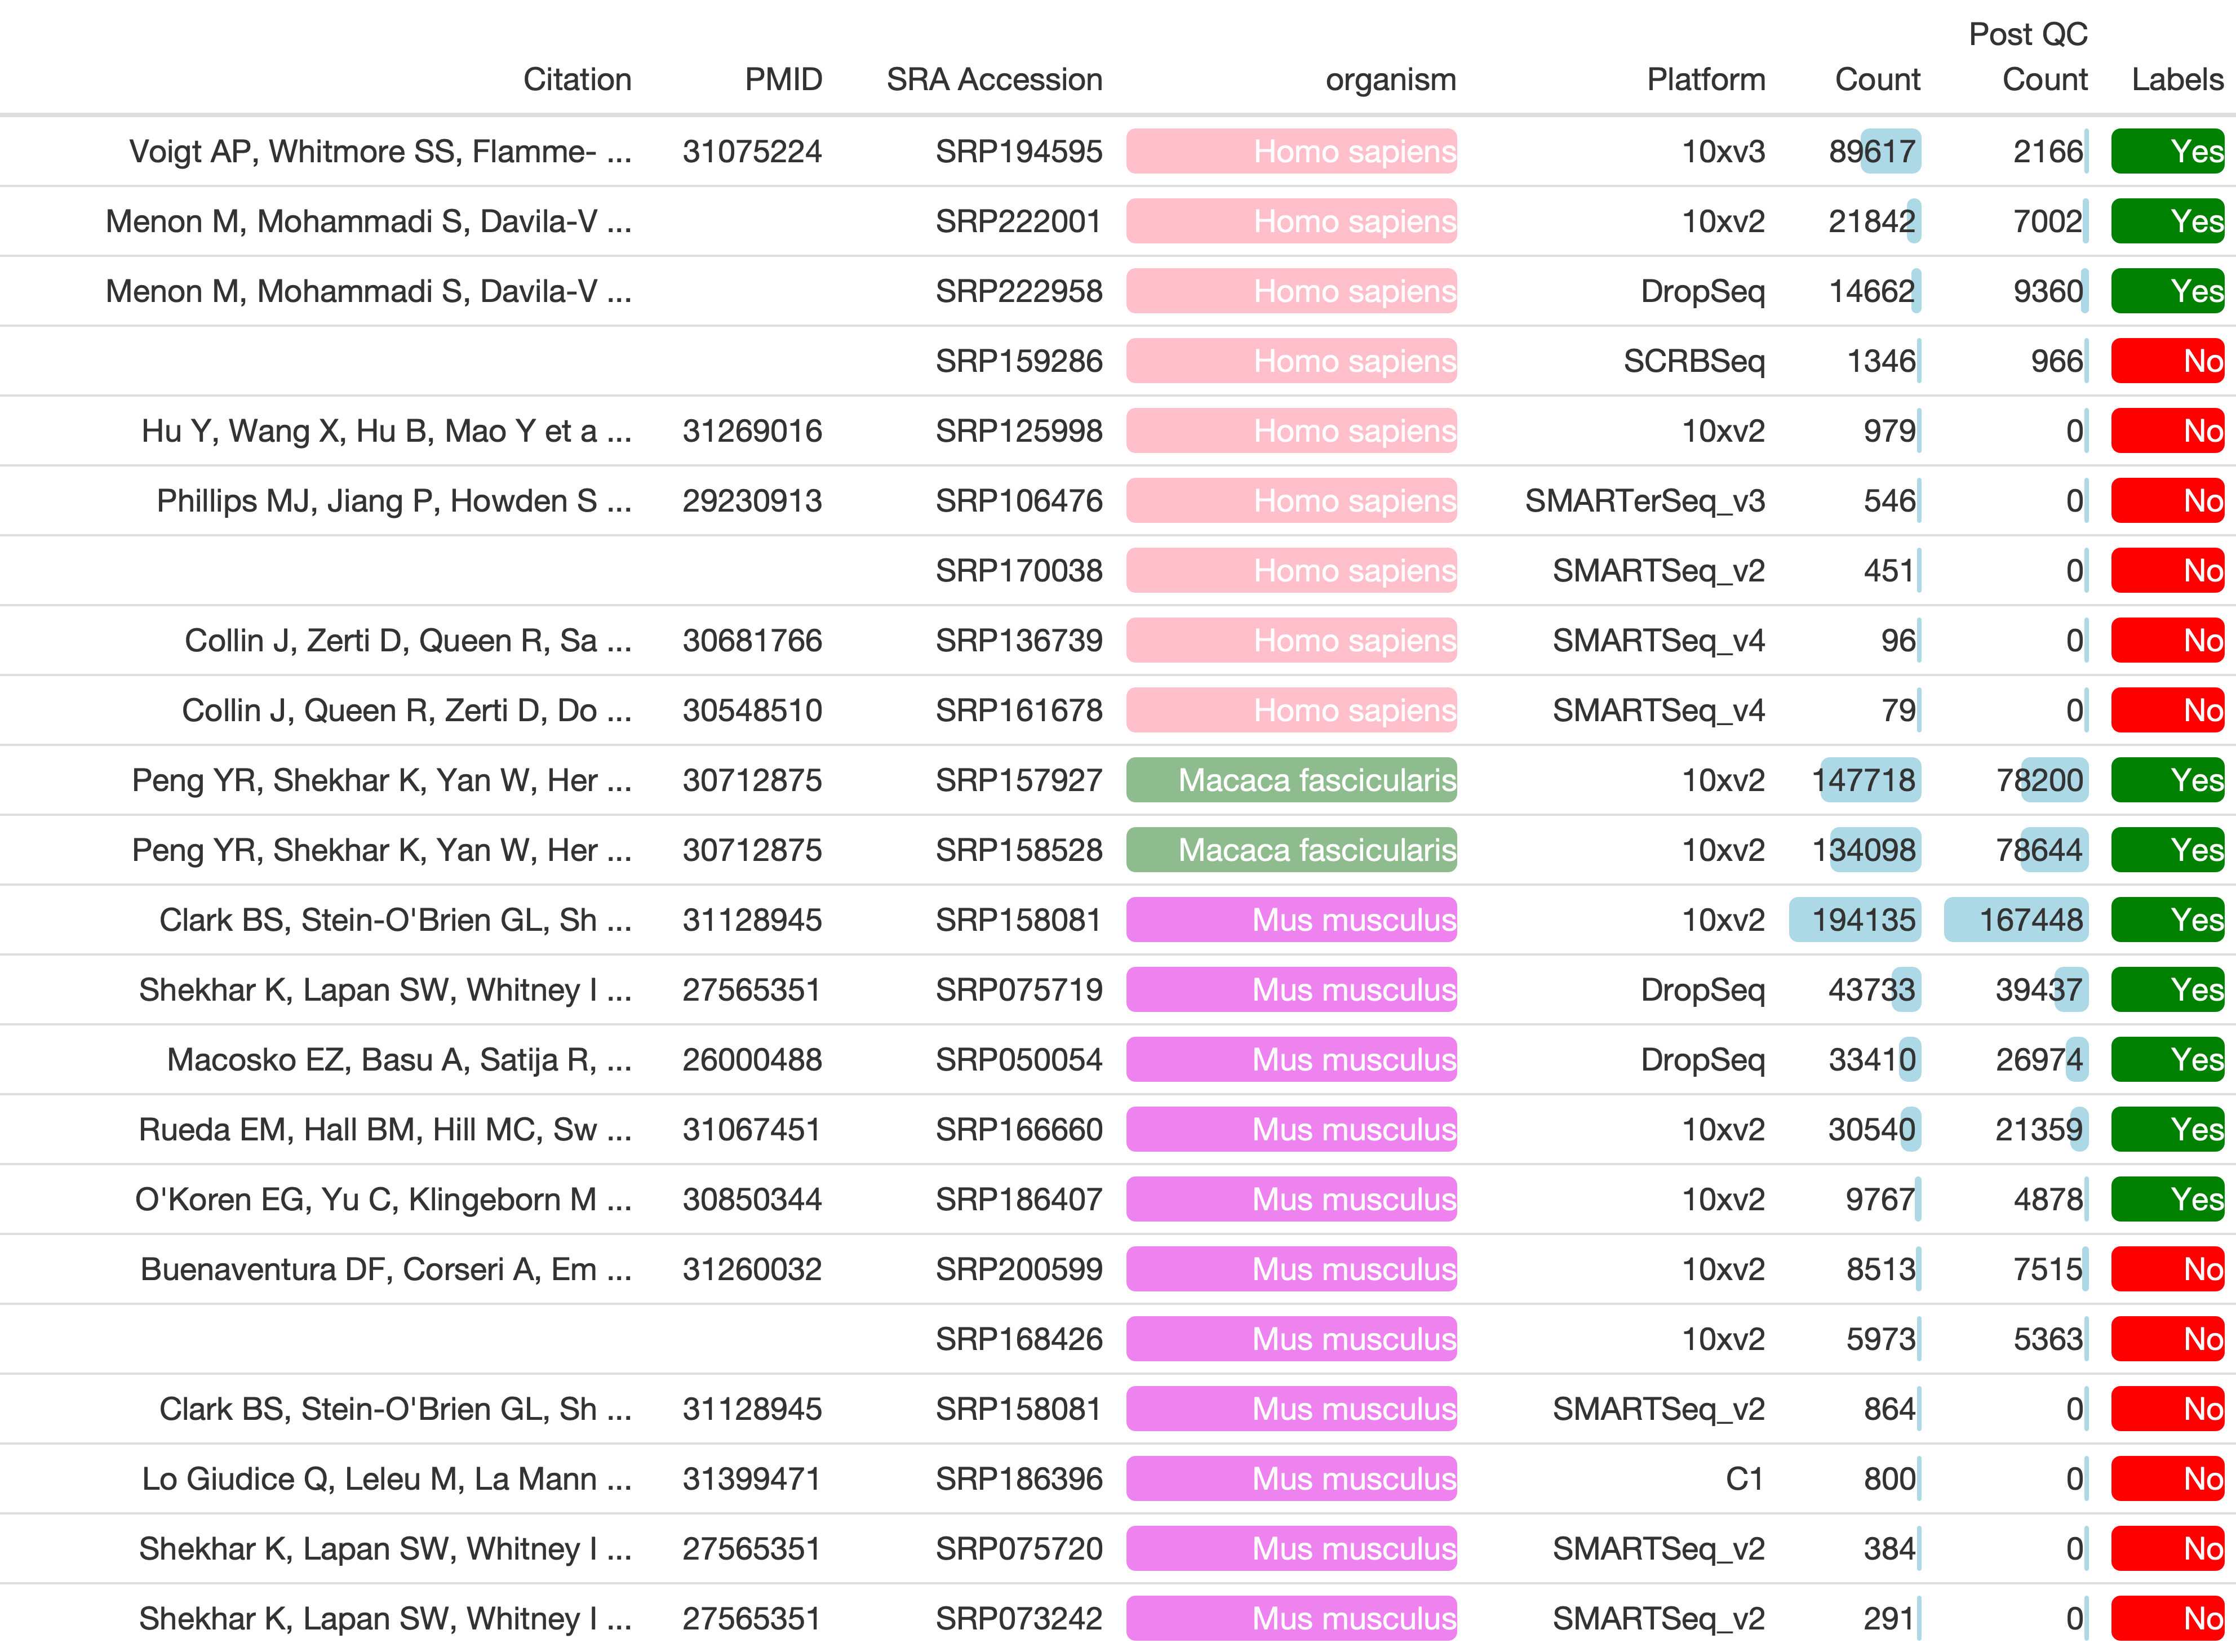 Citation PMID SRA Accession organism Platform Count Post QC Count Labels
Voigt AP, Whitmore SS, Flamme- ... 31075224 SRP194595 Homo sapiens 10xv3 89617 2166 Yes
Menon M, Mohammadi S, Davila-V ... SRP222001 Homo sapiens 10xv2 21842 7002 Yes
Menon M, Mohammadi S, Davila-V ... SRP222958 Homo sapiens DropSeq 14662 9360 Yes
SRP159286 Homo sapiens SCRBSeq 1346 966 No
Hu Y, Wang X, Hu B, Mao Y et a ... 31269016 SRP125998 Homo sapiens 10xv2 979 0 No
Phillips MJ, Jiang P, Howden S ... 29230913 SRP106476 Homo sapiens SMARTerSeq_v3 546 0 No
SRP170038 Homo sapiens SMARTSeq_v2 451 0 No
Collin J, Zerti D, Queen R, Sa ... 30681766 SRP136739 Homo sapiens SMARTSeq_v4 96 0 No
Collin J, Queen R, Zerti D, Do ... 30548510 SRP161678 Homo sapiens SMARTSeq_v4 79 0 No
Peng YR, Shekhar K, Yan W, Her ... 30712875 SRP157927 Macaca fascicularis 10xv2 147718 78200 Yes
Peng YR, Shekhar K, Yan W, Her ... 30712875 SRP158528 Macaca fascicularis 10xv2 134098 78644 Yes
Clark BS, Stein-O'Brien GL, Sh ... 31128945 SRP158081 Mus musculus 10xv2 194135 167448 Yes
Shekhar K, Lapan SW, Whitney I ... 27565351 SRP075719 Mus musculus DropSeq 43733 39437 Yes
Macosko EZ, Basu A, Satija R, ... 26000488 SRP050054 Mus musculus DropSeq 33410 26974 Yes
Rueda EM, Hall BM, Hill MC, Sw ... 31067451 SRP166660 Mus musculus 10xv2 30540 21359 Yes
O'Koren EG, Yu C, Klingeborn M ... 30850344 SRP186407 Mus musculus 10xv2 9767 4878 Yes
Buenaventura DF, Corseri A, Em ... 31260032 SRP200599 Mus musculus 10xv2 8513 7515 No
SRP168426 Mus musculus 10xv2 5973 5363 No
Clark BS, Stein-O'Brien GL, Sh ... 31128945 SRP158081 Mus musculus SMARTSeq_v2 864 0 No
Lo Giudice Q, Leleu M, La Mann ... 31399471 SRP186396 Mus musculus C1 800 0 No
Shekhar K, Lapan SW, Whitney I ... 27565351 SRP075720 Mus musculus SMARTSeq_v2 384 0 No
Shekhar K, Lapan SW, Whitney I ... 27565351 SRP073242 Mus musculus SMARTSeq_v2 291 0 No